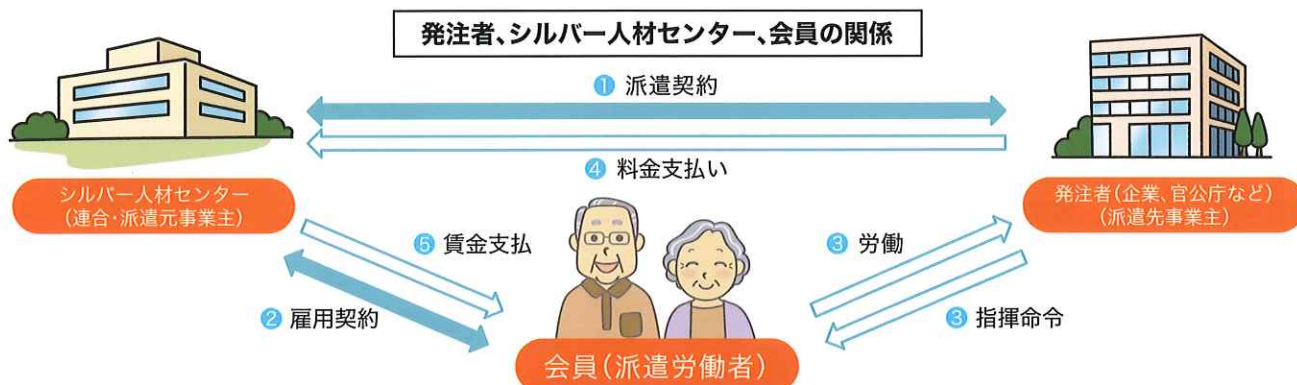 発注者、シルバー人材センター、会員の関係
❶ 派遣契約
❹ 料金支払い
シルバー人材センター
(連合・派遣元事業主)
発注者(企業、官公庁など)
(派遣先事業主)
❺ 賃金支払
❸ 労働
❷ 雇用契約
❸ 指揮命令
会員(派遣労働者)